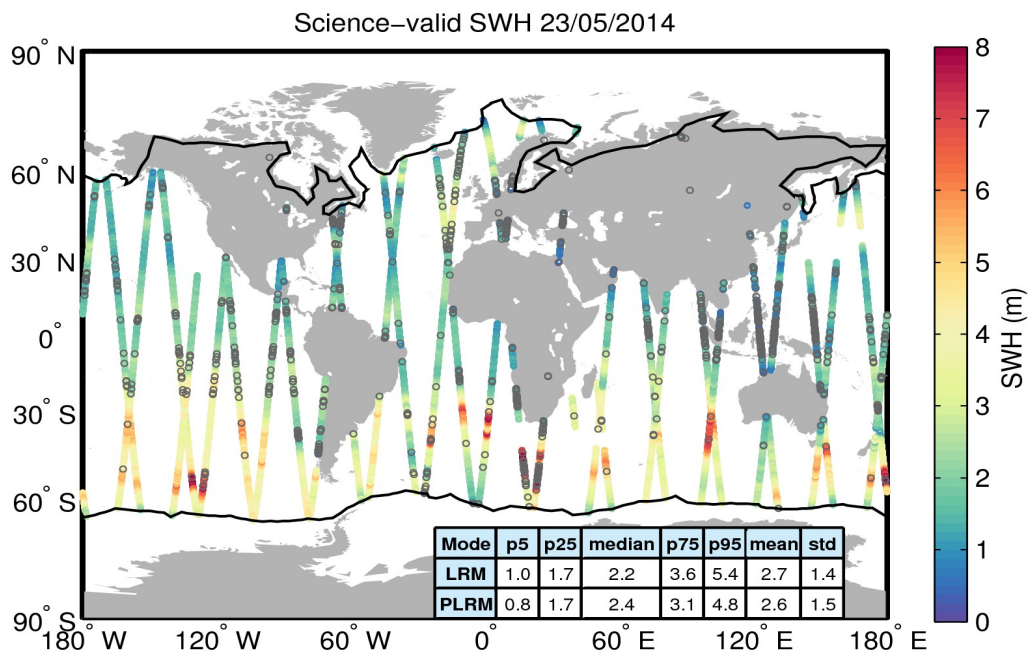 Science−valid SWH 23/05/2014
90° N
60° N
30° N
0°
30° S
60° S
90° S
180° W
120° W
60° W
0°
60° E
120° E
180° E
Mode p5 p25 median p75 p95 mean std
LRM 1.0 1.7 2.2 3.6 5.4 2.7 1.4
PLRM 0.8 1.7 2.4 3.1 4.8 2.6 1.5
8
7
6
5
4
3
2
1
0
SWH (m)